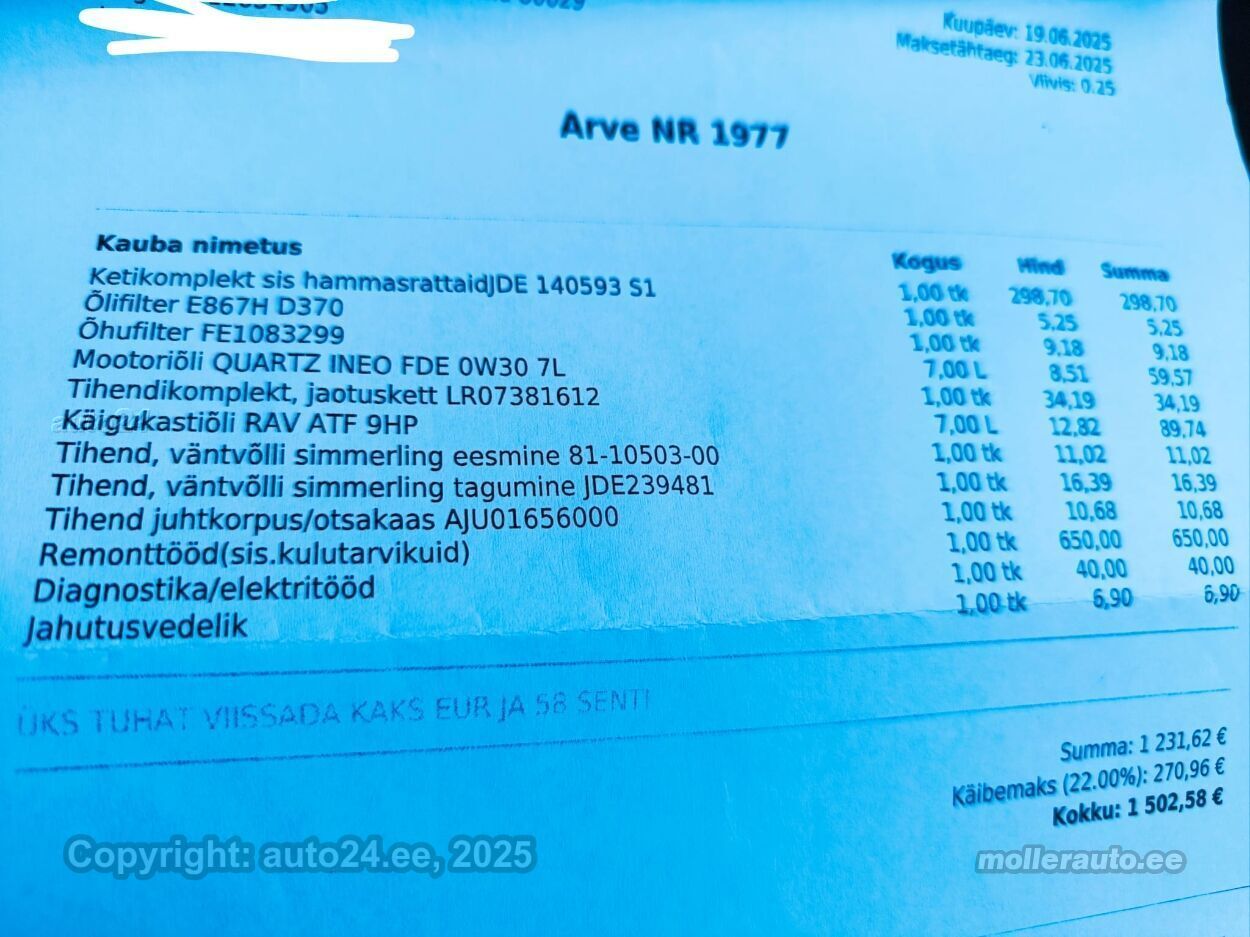 Kuupäev: 19.06.2025
Maksetähtaeg: 23.06.2025
Viivis: 0.25
Arve NR 1977
Kauba nimetus Kogus Hind Summa
Ketikomplekt sis hammasrattaidJDE 140593 S1 1,00 tk 298,70 298,70
Õlifilter E867H D370 1,00 tk 5,25 5,25
Õhufilter FE1083299 1,00 tk 9,18 9,18
Mootoriõli QUARTZ INEO FDE 0W30 7L 7,00 L 8,51 59,57
Tihendikomplekt, jaotuskett LR07381612 1,00 tk 34,19 34,19
Käigukastiõli RAV ATF 9HP 7,00 L 12,82 89,74
Tihend, väntvõlli simmerling eesmine 81-10503-00 1,00 tk 11,02 11,02
Tihend, väntvõlli simmerling tagumine JDE239481 1,00 tk 16,39 16,39
Tihend juhtkorpus/otsakaas AJU01656000 1,00 tk 10,68 10,68
Remonttööd(sis.kulutarvikuid) 1,00 tk 650,00 650,00
Diagnostika/elektritööd 1,00 tk 40,00 40,00
Jahutusvedelik 1,00 tk 6,90 6,90
ÜKS TUHAT VIISSADA KAKS EUR JA 58 SENTI
Summa: 1 231,62 €
Käibemaks (22.00%): 270,96 €
Kokku: 1 502,58 €
Copyright: auto24.ee, 2025
mollerauto.ee